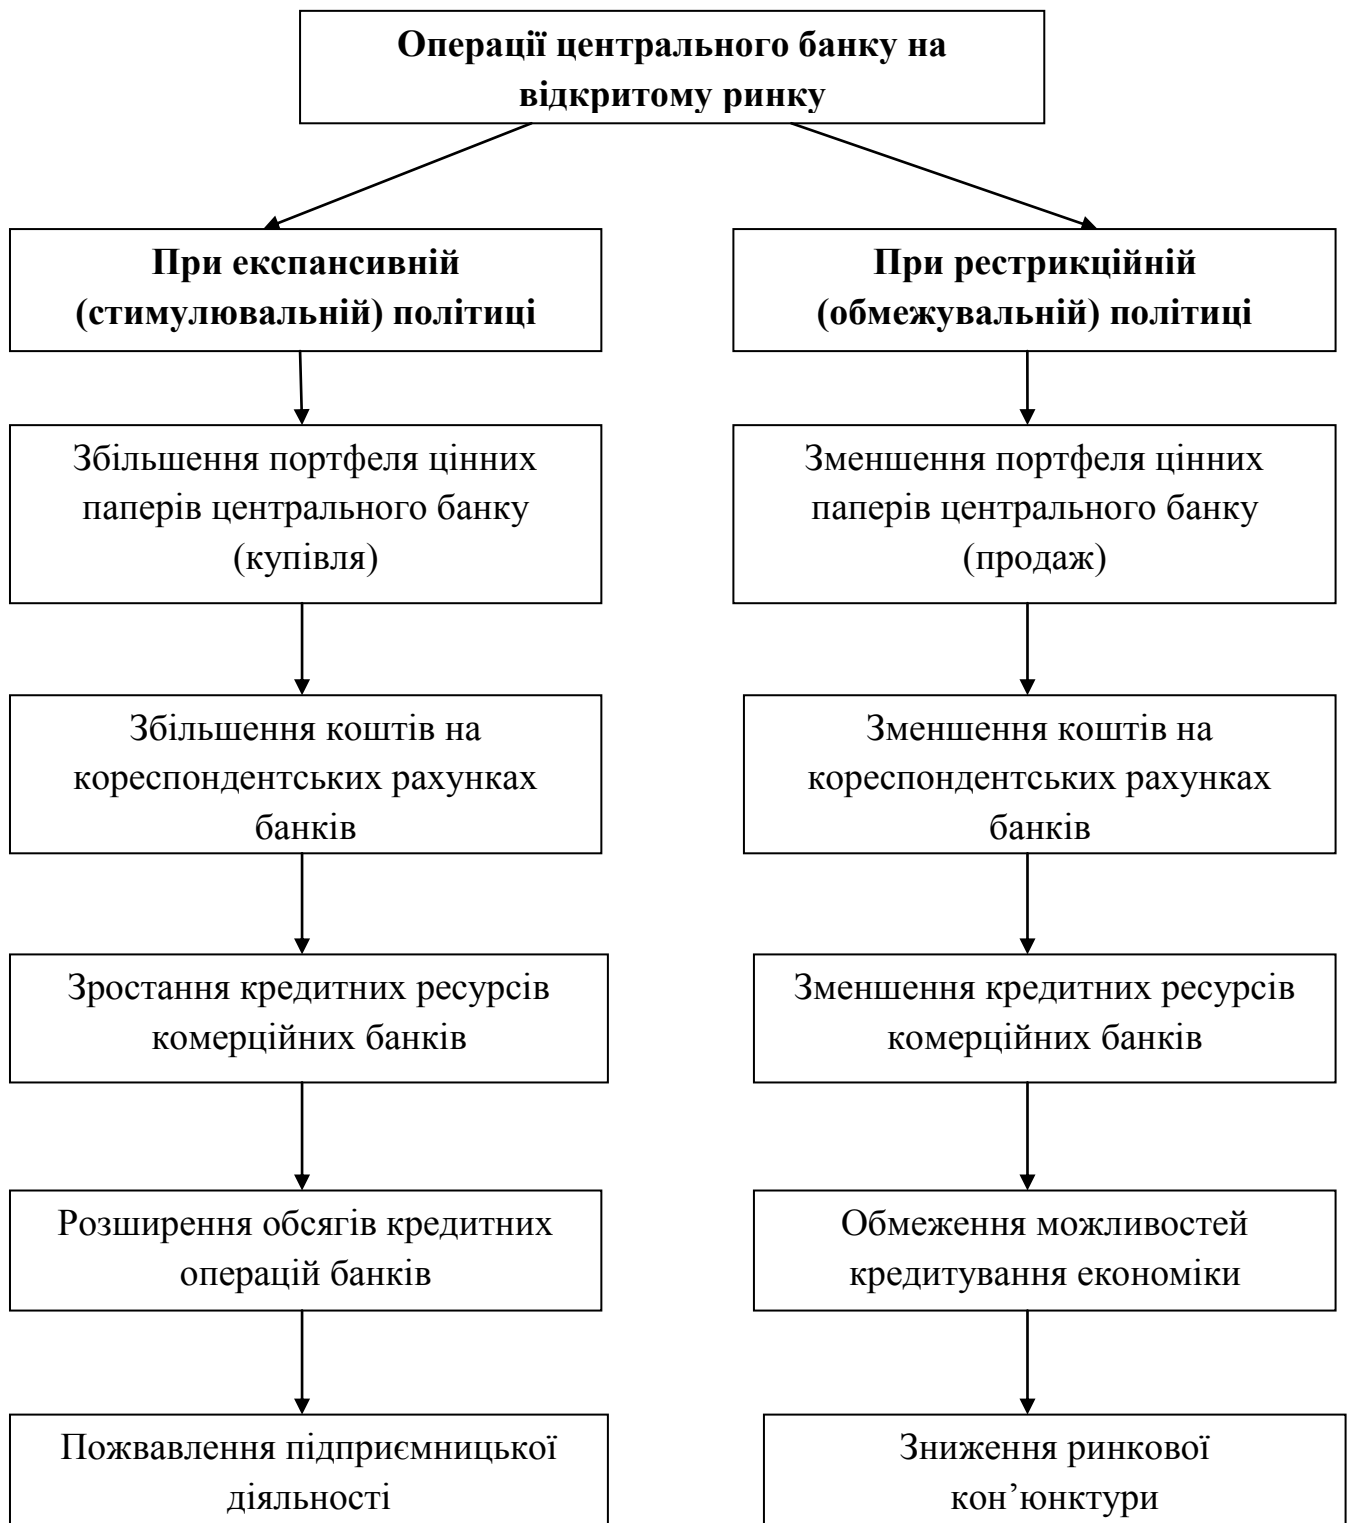 Операції центрального банку на
відкритому ринку
При експансивній
(стимулювальній) політиці
При рестрикційній
(обмежувальній) політиці
Збільшення портфеля цінних
паперів центрального банку
(купівля)
Зменшення портфеля цінних
паперів центрального банку
(продаж)
Збільшення коштів на
кореспондентських рахунках
банків
Зменшення коштів на
кореспондентських рахунках
банків
Зростання кредитних ресурсів
комерційних банків
Зменшення кредитних ресурсів
комерційних банків
Розширення обсягів кредитних
операцій банків
Обмеження можливостей
кредитування економіки
Пожвавлення підприємницької
діяльності
Зниження ринкової
кон’юнктури